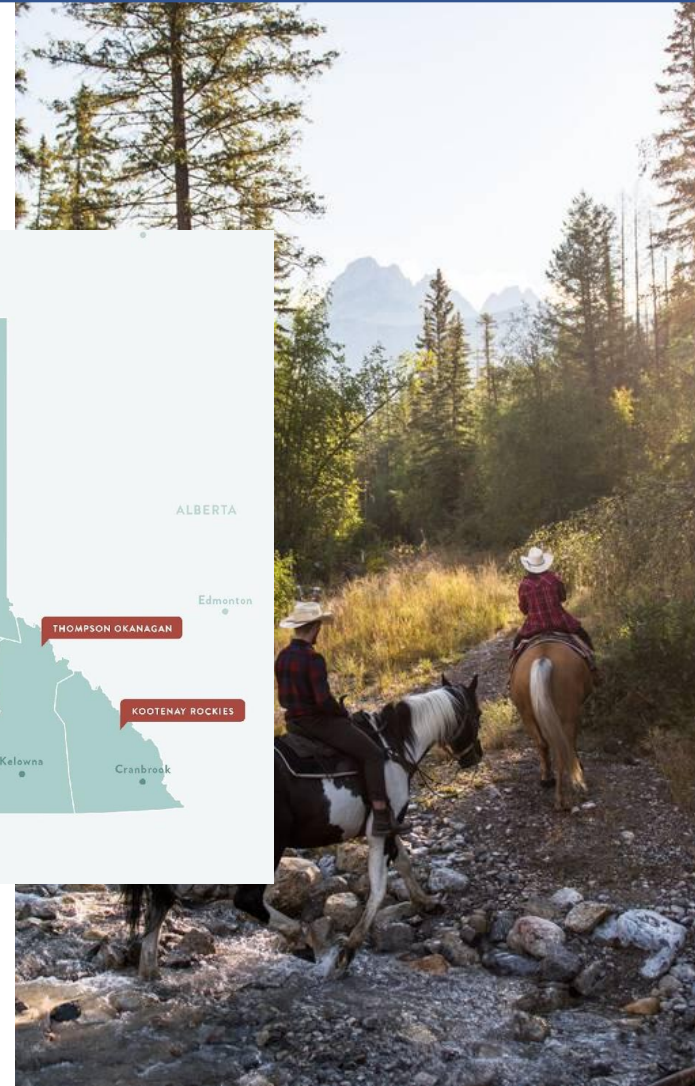 ALBERTA
Edmonton
THOMPSON OKANAGAN
KOOTENAY ROCKIES
Kelowna
Cranbrook